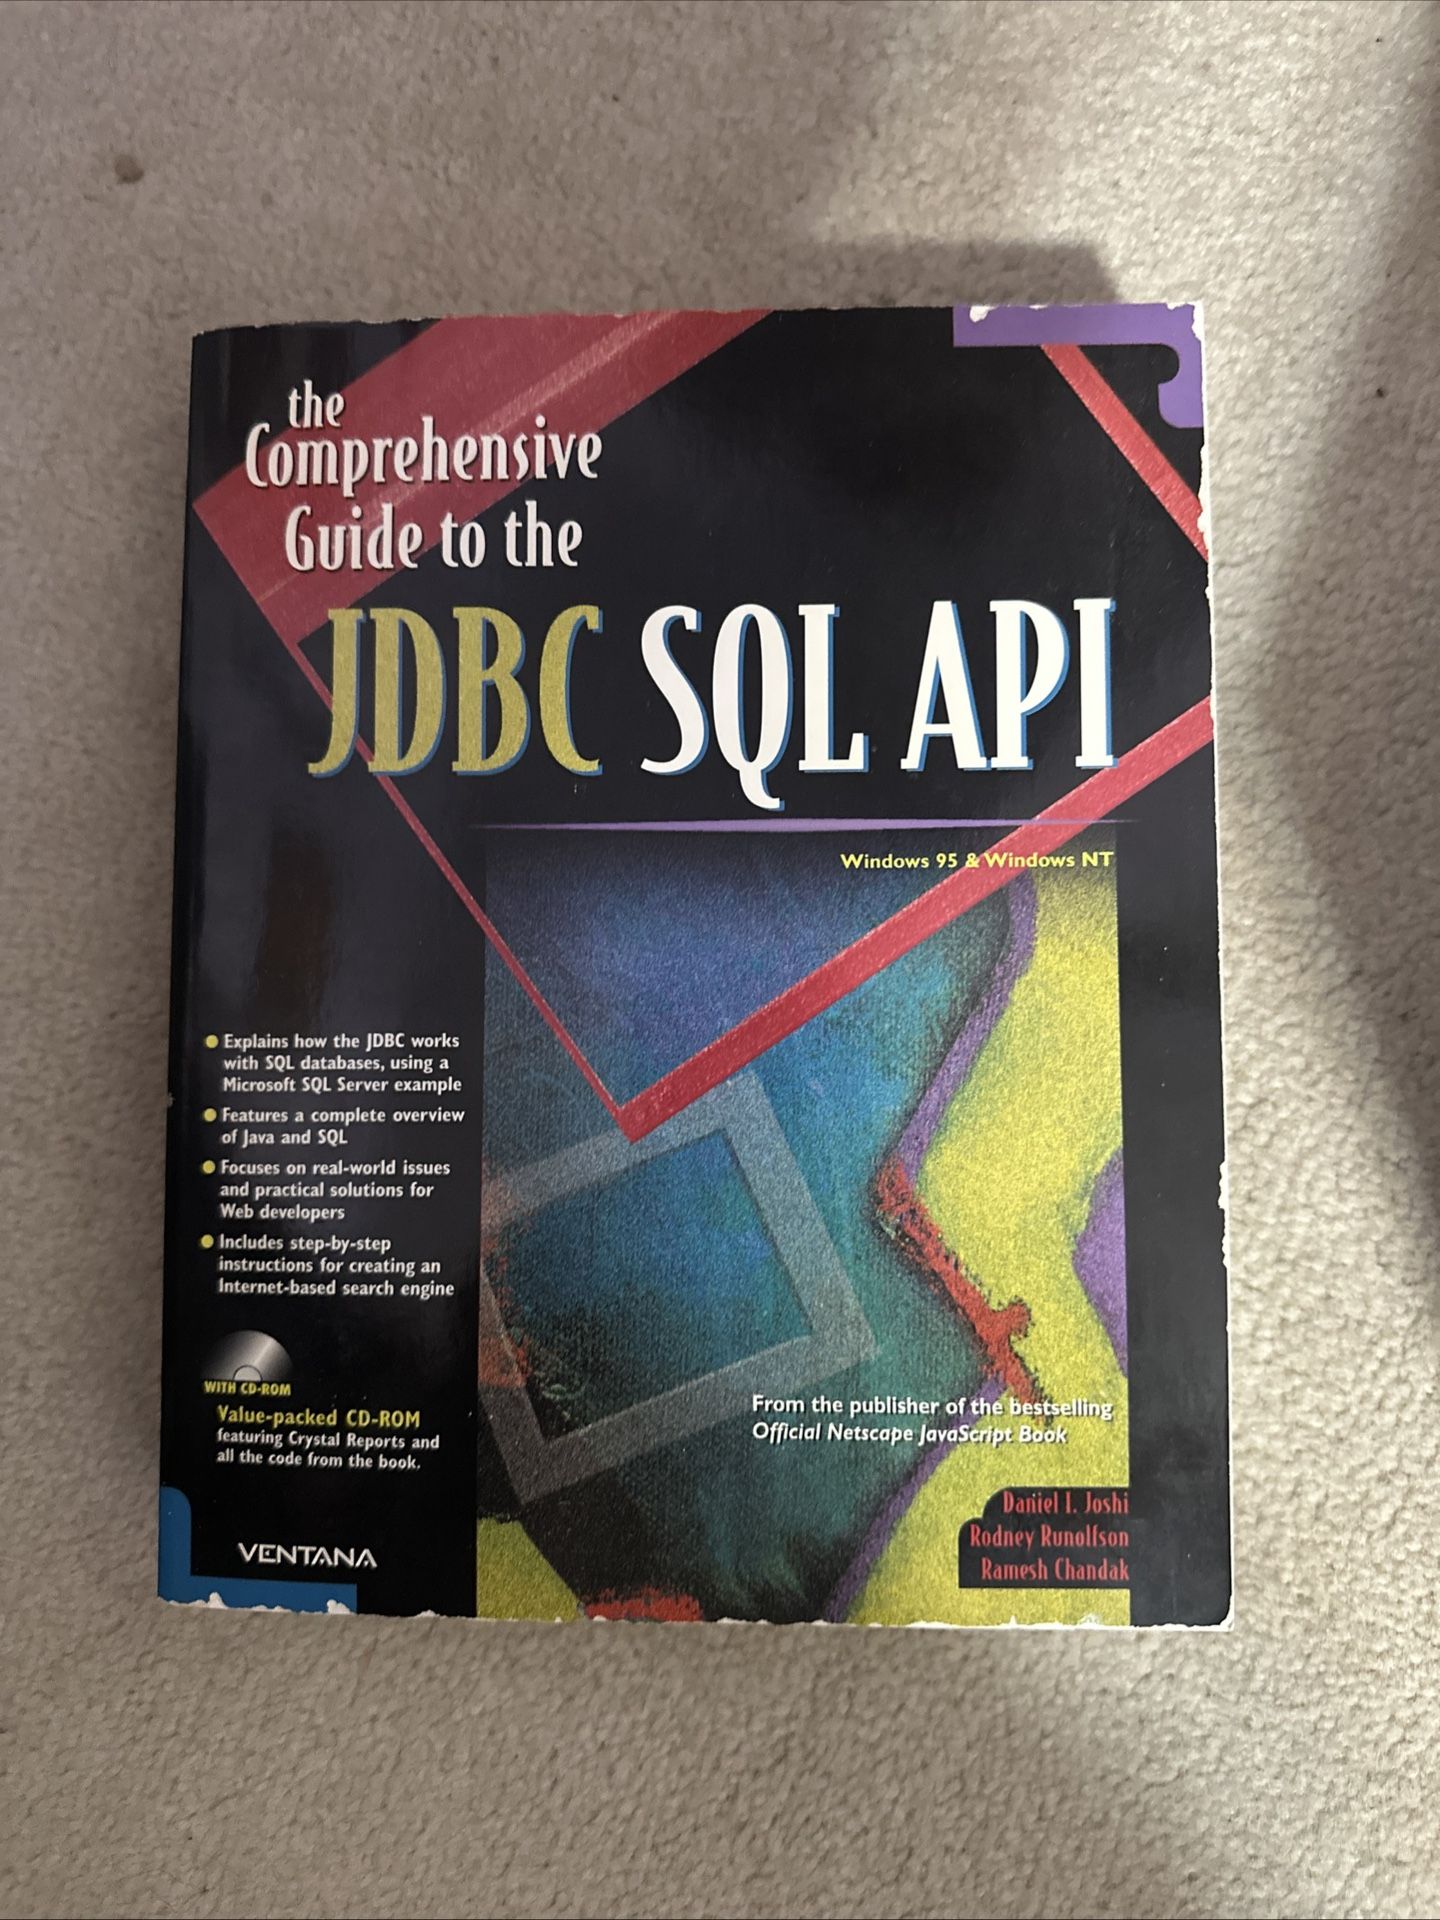 the
Comprehensive
Guide to the
JDBC SQL API
Windows 95 & Windows NT
Explains how the JDBC works
with SQL databases, using a
Microsoft SQL Server example
Features a complete overview
of Java and SQL
Focuses on real-world issues
and practical solutions for
Web developers
Includes step-by-step
instructions for creating an
Internet-based search engine
WITH CD-ROM
Value-packed CD-ROM
featuring Crystal Reports and
all the code from the book.
From the publisher of the bestselling
Official Netscape JavaScript Book
Daniel I. Joshi
Rodney Runolfson
Ramesh Chandak
VENTANA